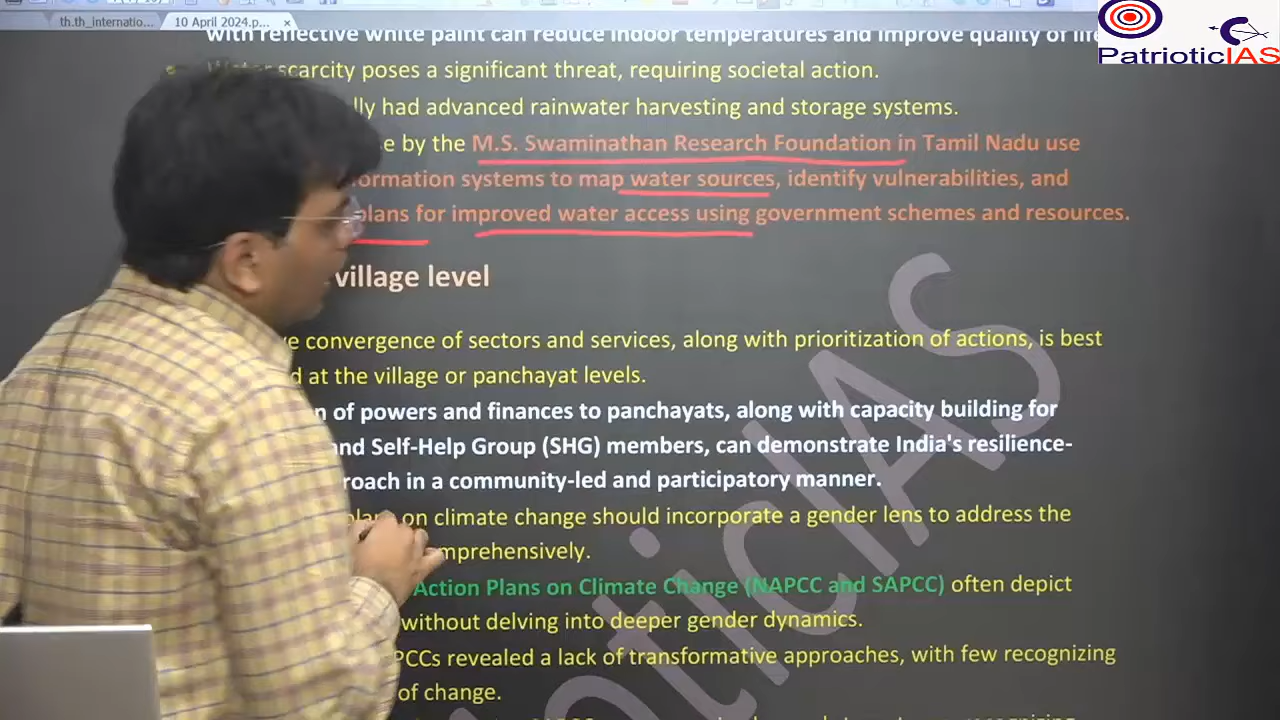 th.th_internatio...
10 April 2024.p...
×
PatrioticIAS
with reflective white paint can reduce indoor temperatures and improve quality of life
Water scarcity poses a significant threat, requiring societal action.
lly had advanced rainwater harvesting and storage systems.
e by the M.S. Swaminathan Research Foundation in Tamil Nadu use
formation systems to map water sources, identify vulnerabilities, and
plans for improved water access using government schemes and resources.
village level
ve convergence of sectors and services, along with prioritization of actions, is best
d at the village or panchayat levels.
n of powers and finances to panchayats, along with capacity building for
and Self-Help Group (SHG) members, can demonstrate India's resilience-
roach in a community-led and participatory manner.
plans on climate change should incorporate a gender lens to address the
mprehensively.
Action Plans on Climate Change (NAPCC and SAPCC) often depict
without delving into deeper gender dynamics.
PCCs revealed a lack of transformative approaches, with few recognizing
of change.